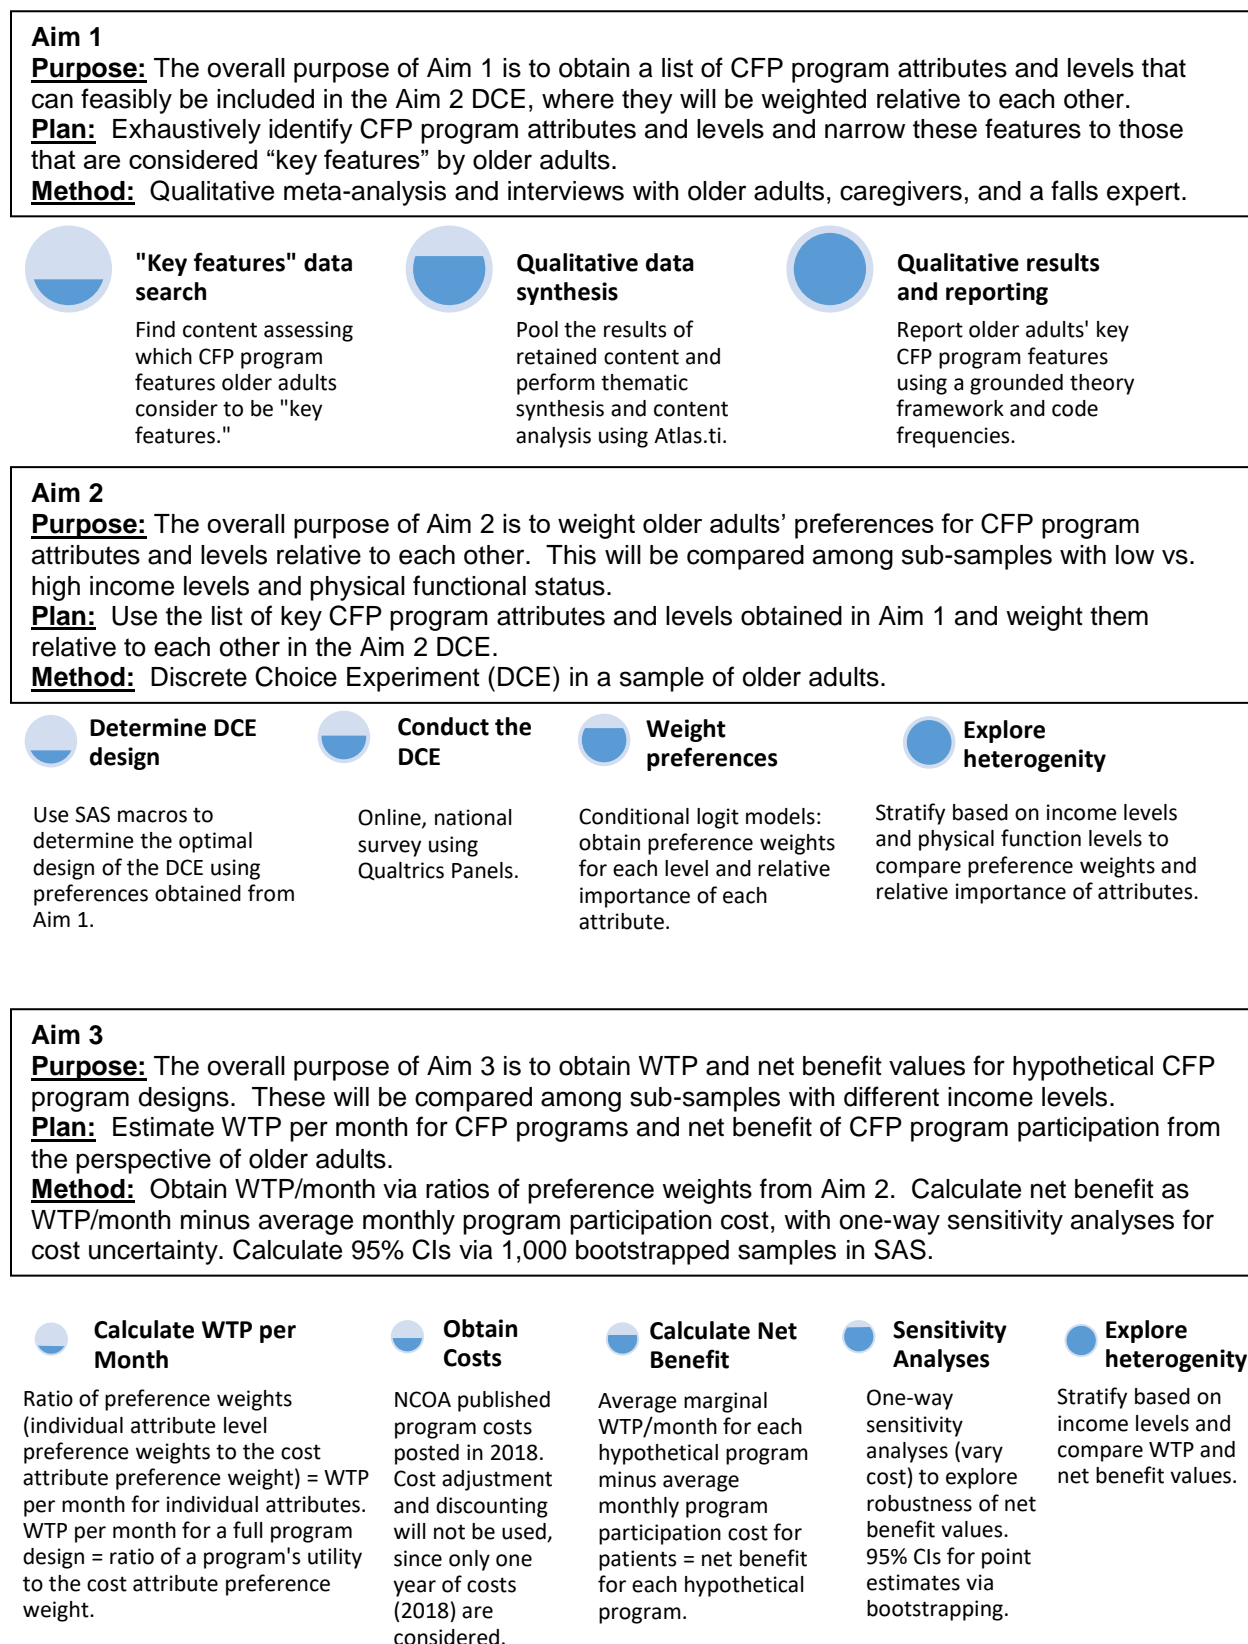 Aim 1
Purpose: The overall purpose of Aim 1 is to obtain a list of CFP program attributes and levels that
can feasibly be included in the Aim 2 DCE, where they will be weighted relative to each other.
Plan: Exhaustively identify CFP program attributes and levels and narrow these features to those
that are considered “key features” by older adults.
Method: Qualitative meta-analysis and interviews with older adults, caregivers, and a falls expert.
"Key features" data
search
Find content assessing
which CFP program
features older adults
consider to be "key
features."
Qualitative data
synthesis
Pool the results of
retained content and
perform thematic
synthesis and content
analysis using Atlas.ti.
Qualitative results
and reporting
Report older adults' key
CFP program features
using a grounded theory
framework and code
frequencies.
Aim 2
Purpose: The overall purpose of Aim 2 is to weight older adults’ preferences for CFP program
attributes and levels relative to each other. This will be compared among sub-samples with low vs.
high income levels and physical functional status.
Plan: Use the list of key CFP program attributes and levels obtained in Aim 1 and weight them
relative to each other in the Aim 2 DCE.
Method: Discrete Choice Experiment (DCE) in a sample of older adults.
Determine DCE
design
Use SAS macros to
determine the optimal
design of the DCE using
preferences obtained from
Aim 1.
Conduct the
DCE
Online, national
survey using
Qualtrics Panels.
Weight
preferences
Conditional logit models:
obtain preference weights
for each level and relative
importance of each
attribute.
Explore
heterogenity
Stratify based on income levels
and physical function levels to
compare preference weights and
relative importance of attributes.
Aim 3
Purpose: The overall purpose of Aim 3 is to obtain WTP and net benefit values for hypothetical CFP
program designs. These will be compared among sub-samples with different income levels.
Plan: Estimate WTP per month for CFP programs and net benefit of CFP program participation from
the perspective of older adults.
Method: Obtain WTP/month via ratios of preference weights from Aim 2. Calculate net benefit as
WTP/month minus average monthly program participation cost, with one-way sensitivity analyses for
cost uncertainty. Calculate 95% CIs via 1,000 bootstrapped samples in SAS.
Calculate WTP per
Month
Ratio of preference weights
(individual attribute level
preference weights to the cost
attribute preference weight) = WTP
per month for individual attributes.
WTP per month for a full program
design = ratio of a program's utility
to the cost attribute preference
weight.
Obtain
Costs
NCOA published
program costs
posted in 2018.
Cost adjustment
and discounting
will not be used,
since only one
year of costs
(2018) are
considered.
Calculate Net
Benefit
Average marginal
WTP/month for each
hypothetical program
minus average
monthly program
participation cost for
patients = net benefit
for each hypothetical
program.
Sensitivity
Analyses
One-way
sensitivity
analyses (vary
cost) to explore
robustness of net
benefit values.
95% CIs for point
estimates via
bootstrapping.
Explore
heterogenity
Stratify based on
income levels and
compare WTP and
net benefit values.